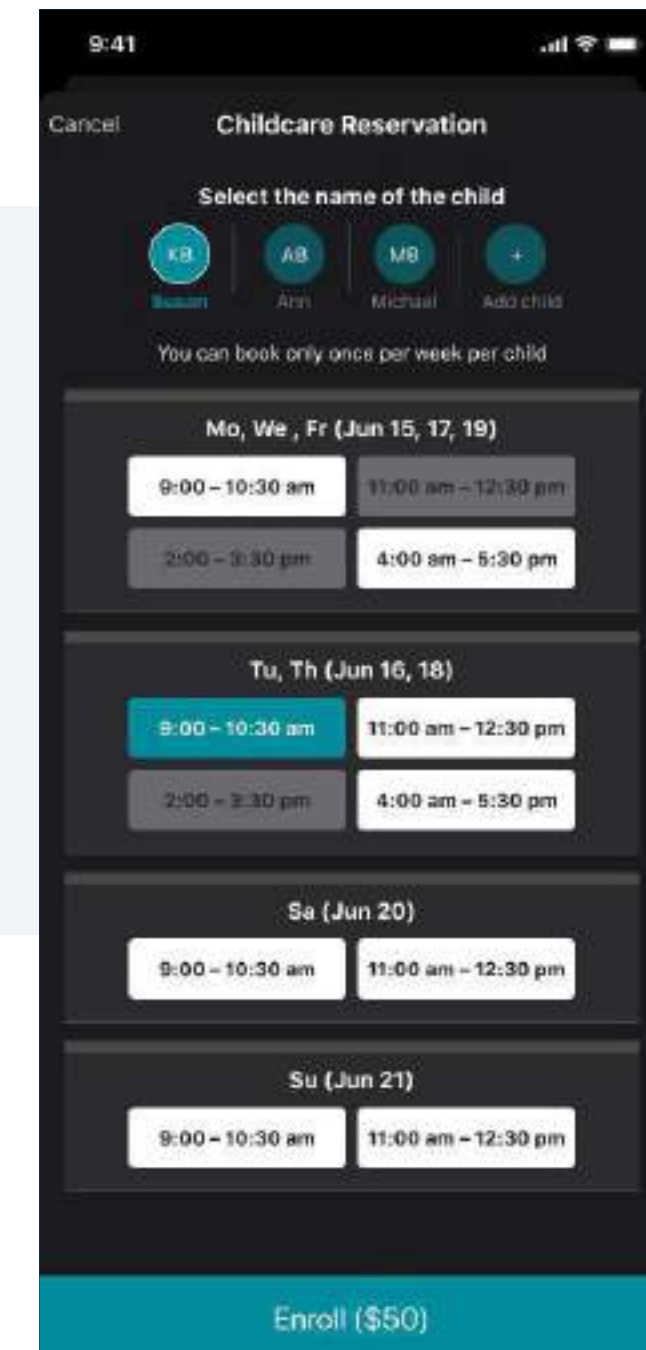 9:41
Cancel Childcare Reservation
Select the name of the child
KB AB MB +
Susan Ann Michael Add child
You can book only once per week per child
Mo, We , Fr (Jun 15, 17, 19)
9:00 – 10:30 am 11:00 am – 12:30 pm
2:00 – 3:30 pm 4:00 am – 5:30 pm
Tu, Th (Jun 16, 18)
9:00 – 10:30 am 11:00 am – 12:30 pm
2:00 – 3:30 pm 4:00 am – 5:30 pm
Sa (Jun 20)
9:00 – 10:30 am 11:00 am – 12:30 pm
Su (Jun 21)
9:00 – 10:30 am 11:00 am – 12:30 pm
Enroll ($50)